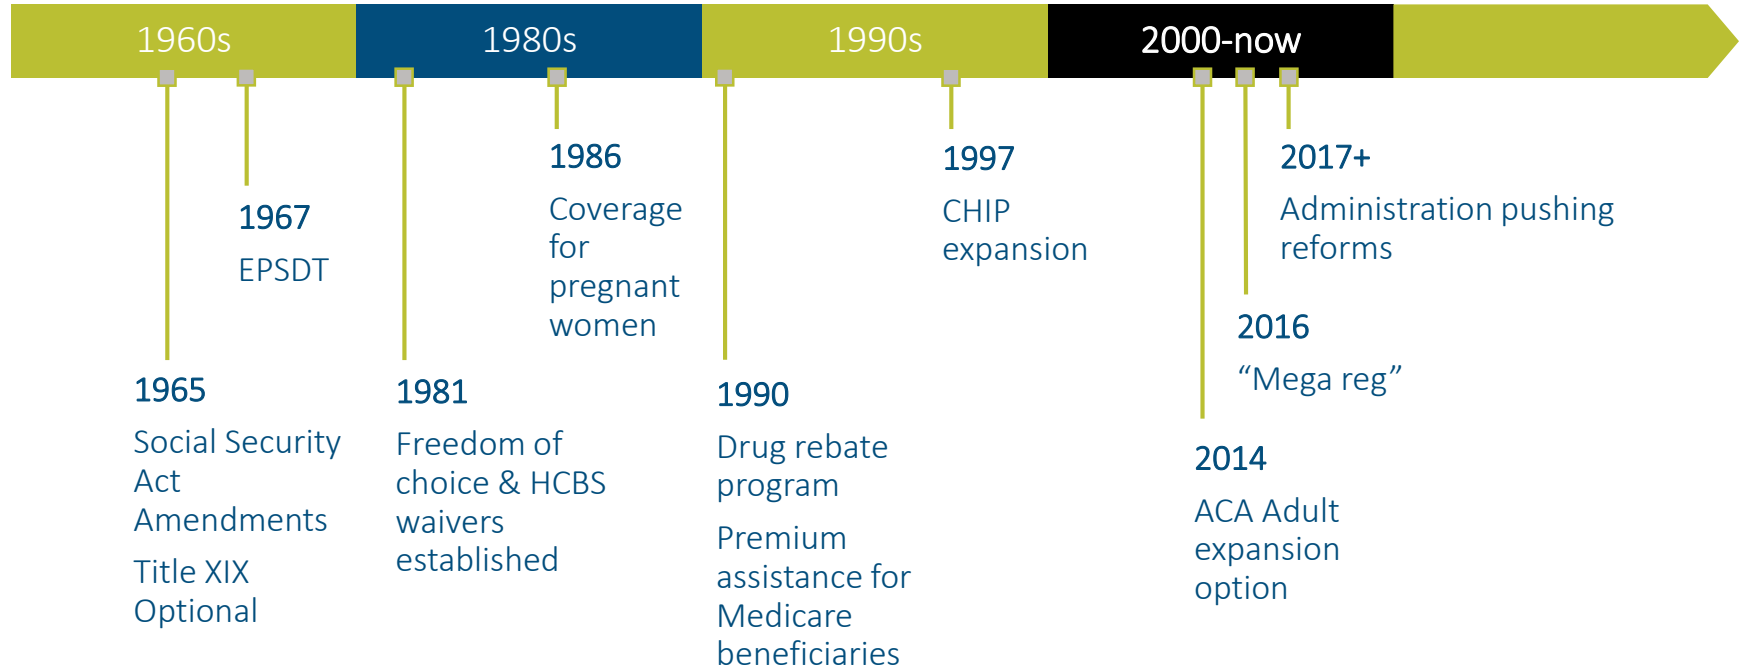 1960s
1980s
1990s
2000-now
1965
Social Security
Act
Amendments
Title XIX
Optional
1967
EPSDT
1981
Freedom of
choice & HCBS
waivers
established
1986
Coverage
for
pregnant
women
1990
Drug rebate
program
Premium
assistance for
Medicare
beneficiaries
1997
CHIP
expansion
2014
ACA Adult
expansion
option
2016
“Mega reg”
2017+
Administration pushing
reforms